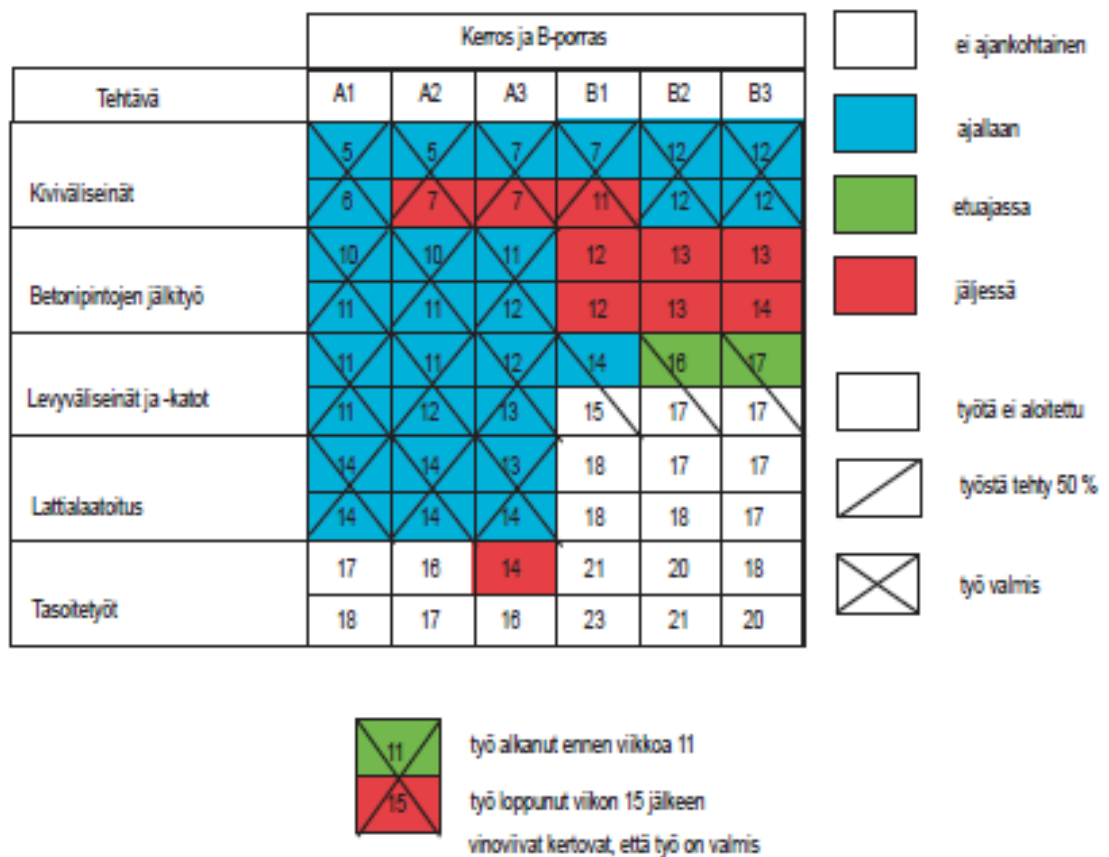 Kerros ja B-porras
Tehtävä A1 A2 A3 B1 B2 B3
5 5 7 7 12 12
Kiviväliseinät
6 7 7 11 12 12
10 10 11 12 13 13
Betonipintojen jälkityö
11 11 12 12 13 14
11 11 12 14 16 17
Levyväliseinät ja -katot
11 12 13 15 17 17
14 14 13 18 17 17
Lattialaatoitus
14 14 14 18 18 17
17 16 14 21 20 18
Tasoitetyöt
18 17 16 23 21 20
ei ajankohtainen
ajallaan
etuajassa
jäljessä
työtä ei aloitettu
työstä tehty 50 %
työ valmis
11
työ alkanut ennen viikkoa 11
15
työ loppunut viikon 15 jälkeen
vinoviivat kertovat, että työ on valmis